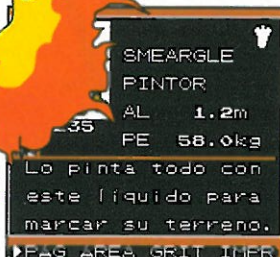 SMEARGLE
PINTOR
AL 1.2m
235
PE 58.0kg
Lo pinta todo con
este líquido para
marcar su terreno.
▶PAG AREA GRIT IMPR